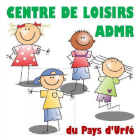 CENTRE DE LOISIRS
ADMR
du Pays d'Urfé